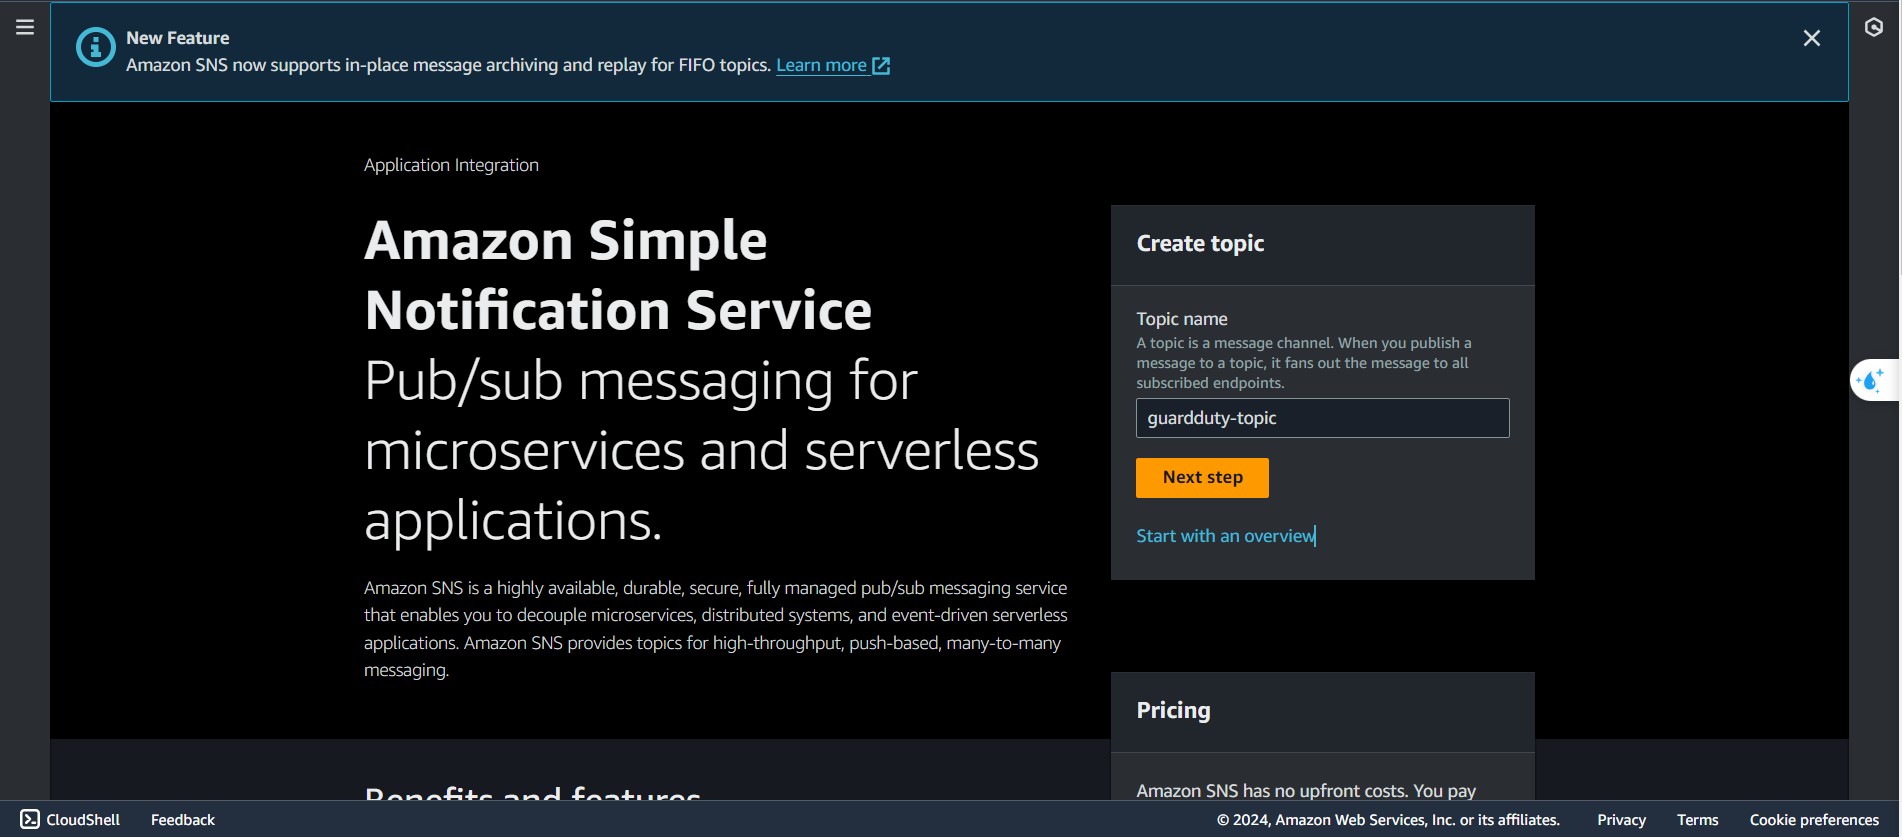 New Feature
Amazon SNS now supports in-place message archiving and replay for FIFO topics. Learn more
Application Integration
Amazon Simple
Notification Service
Pub/sub messaging for
microservices and serverless
applications.
Amazon SNS is a highly available, durable, secure, fully managed pub/sub messaging service
that enables you to decouple microservices, distributed systems, and event-driven serverless
applications. Amazon SNS provides topics for high-throughput, push-based, many-to-many
messaging.
Create topic
Topic name
A topic is a message channel. When you publish a
message to a topic, it fans out the message to all
subscribed endpoints.
guardduty-topic
Next step
Start with an overview
Pricing
Amazon SNS has no upfront costs. You pay
Benefits and features
CloudShell Feedback © 2024, Amazon Web Services, Inc. or its affiliates. Privacy Terms Cookie preferences